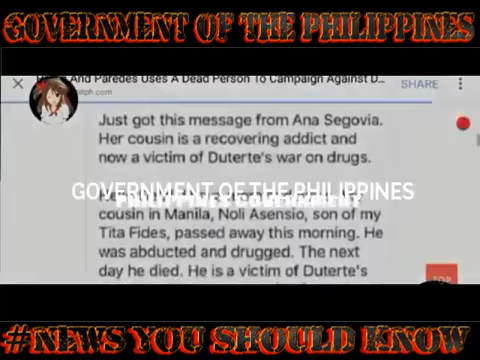 GOVERNMENT OF THE PHILIPPINES
And Paredes Uses A Dead Person To Campaign Against D...
SHARE
Just got this message from Ana Segovia.
Her cousin is a recovering addict and
now a victim of Duterte's war on drugs.
GOVERNMENT OF THE PHILIPPINES
PHILIPPINES GOVERNMENT
cousin in Manila, Noli Asensio, son of my
Tita Fides, passed away this morning. He
was abducted and drugged. The next
day he died. He is a victim of Duterte's
TOP
#NEWS YOU SHOULD KNOW